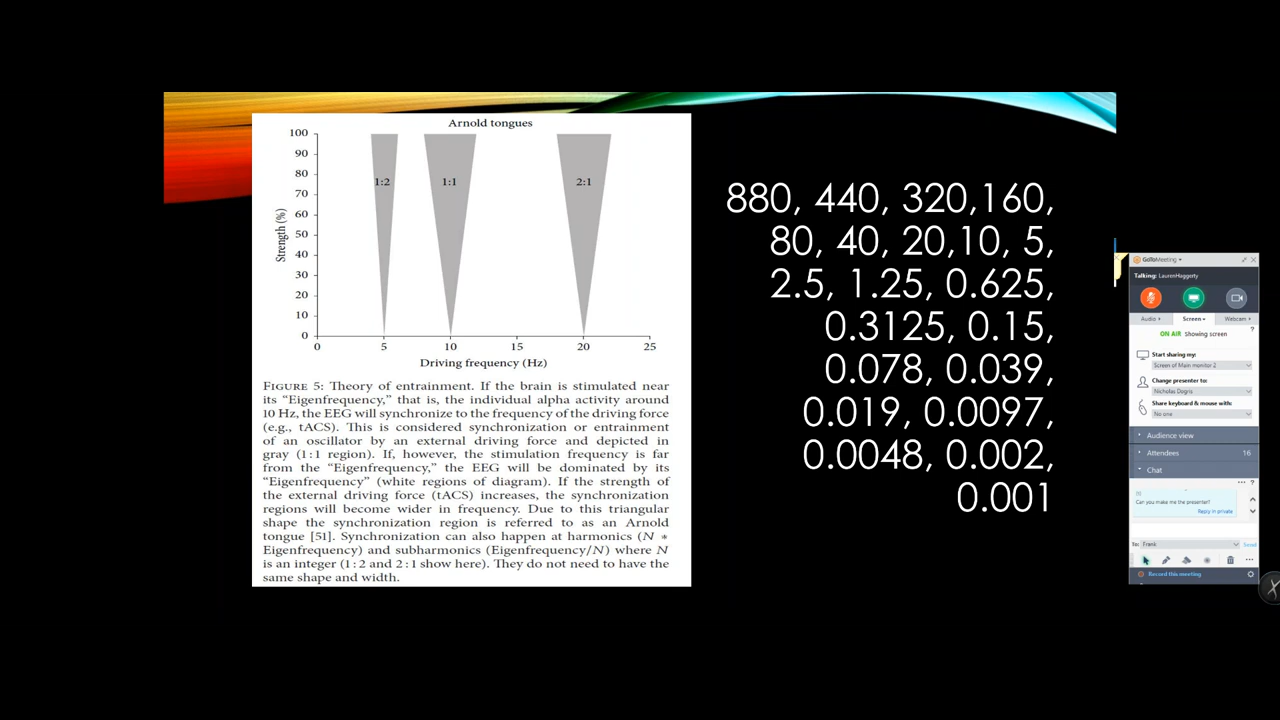 Arnold tongues
100
90
80
70
60
50
40
30
20
10
0
Strength (%)
1:2
1:1
2:1
0 5 10 15 20 25
Driving frequency (Hz)
FIGURE 5: Theory of entrainment. If the brain is stimulated near
its “Eigenfrequency,” that is, the individual alpha activity around
10 Hz, the EEG will synchronize to the frequency of the driving force
(e.g., tACS). This is considered synchronization or entrainment
of an oscillator by an external driving force and depicted in
gray (1:1 region). If, however, the stimulation frequency is far
from the “Eigenfrequency,” the EEG will be dominated by its
“Eigenfrequency” (white regions of diagram). If the strength of
the external driving force (tACS) increases, the synchronization
regions will become wider in frequency. Due to this triangular
shape the synchronization region is referred to as an Arnold
tongue [51]. Synchronization can also happen at harmonics (N *
Eigenfrequency) and subharmonics (Eigenfrequency/N) where N
is an integer (1:2 and 2:1 show here). They do not need to have the
same shape and width.
880, 440, 320,160,
80, 40, 20,10, 5,
2.5, 1.25, 0.625,
0.3125, 0.15,
0.078, 0.039,
0.019, 0.0097,
0.0048, 0.002,
0.001
GoToMeeting
Talking: LaurenHaggerty
Audio Screen Webcam
ON AIR Showing screen
?
Start sharing my:
Screen of Main monitor 2
Change presenter to:
Nicholas Dogris
Share keyboard & mouse with:
No one
Audience view
Attendees 16
Chat
... ?
Can you make me the presenter?
Reply in private
To: Frank Send
...
Record this meeting